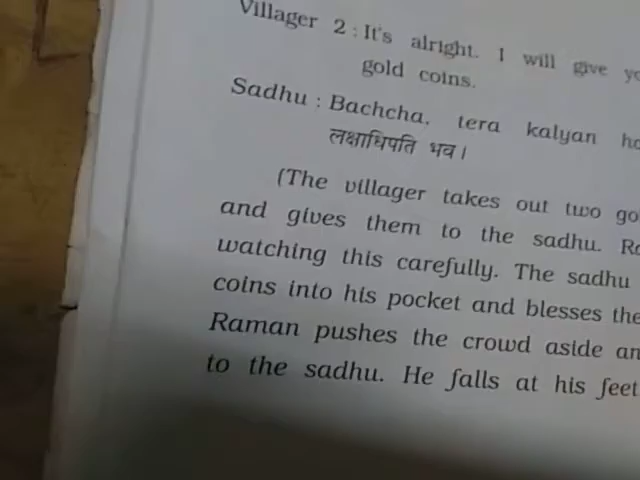 Villager 2 : It's alright. I will give
gold coins.
Sadhu : Bachcha, tera kalyan
लक्षाधिपति भव।
(The villager takes out two
and gives them to the sadhu.
watching this carefully. The sadhu
coins into his pocket and blesses
Raman pushes the crowd aside
to the sadhu. He falls at his feet